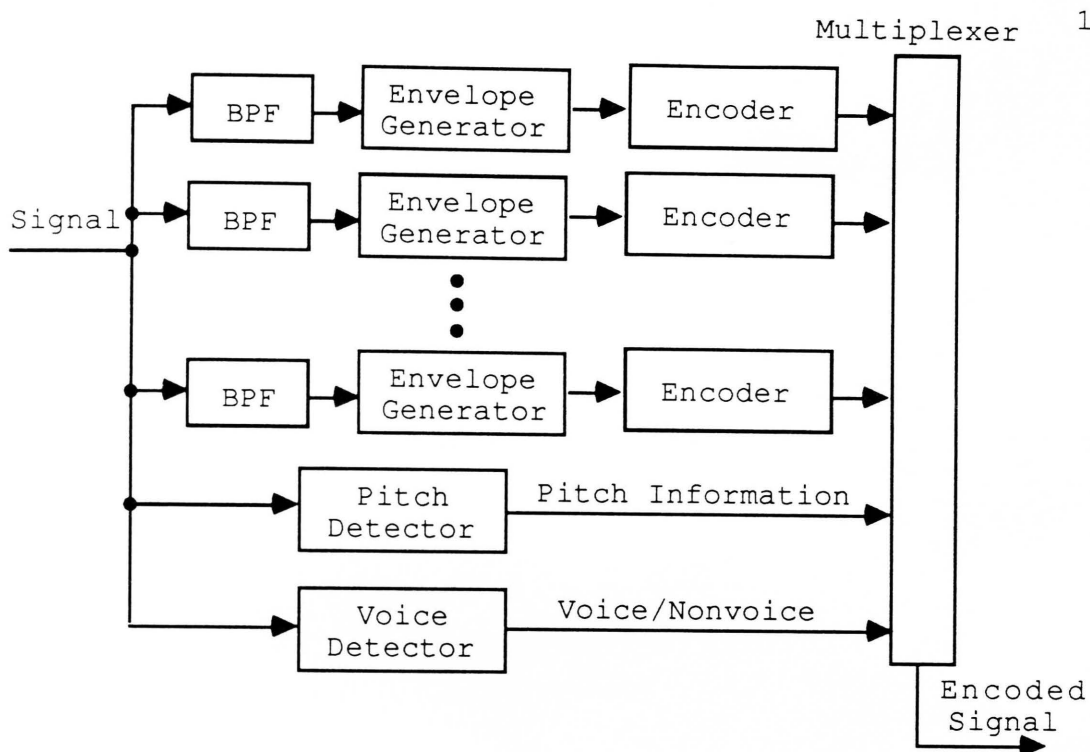 Multiplexer
1
BPF
Envelope
Generator
Encoder
Signal
BPF
Envelope
Generator
Encoder
BPF
Envelope
Generator
Encoder
Pitch
Detector
Pitch Information
Voice
Detector
Voice/Nonvoice
Encoded
Signal